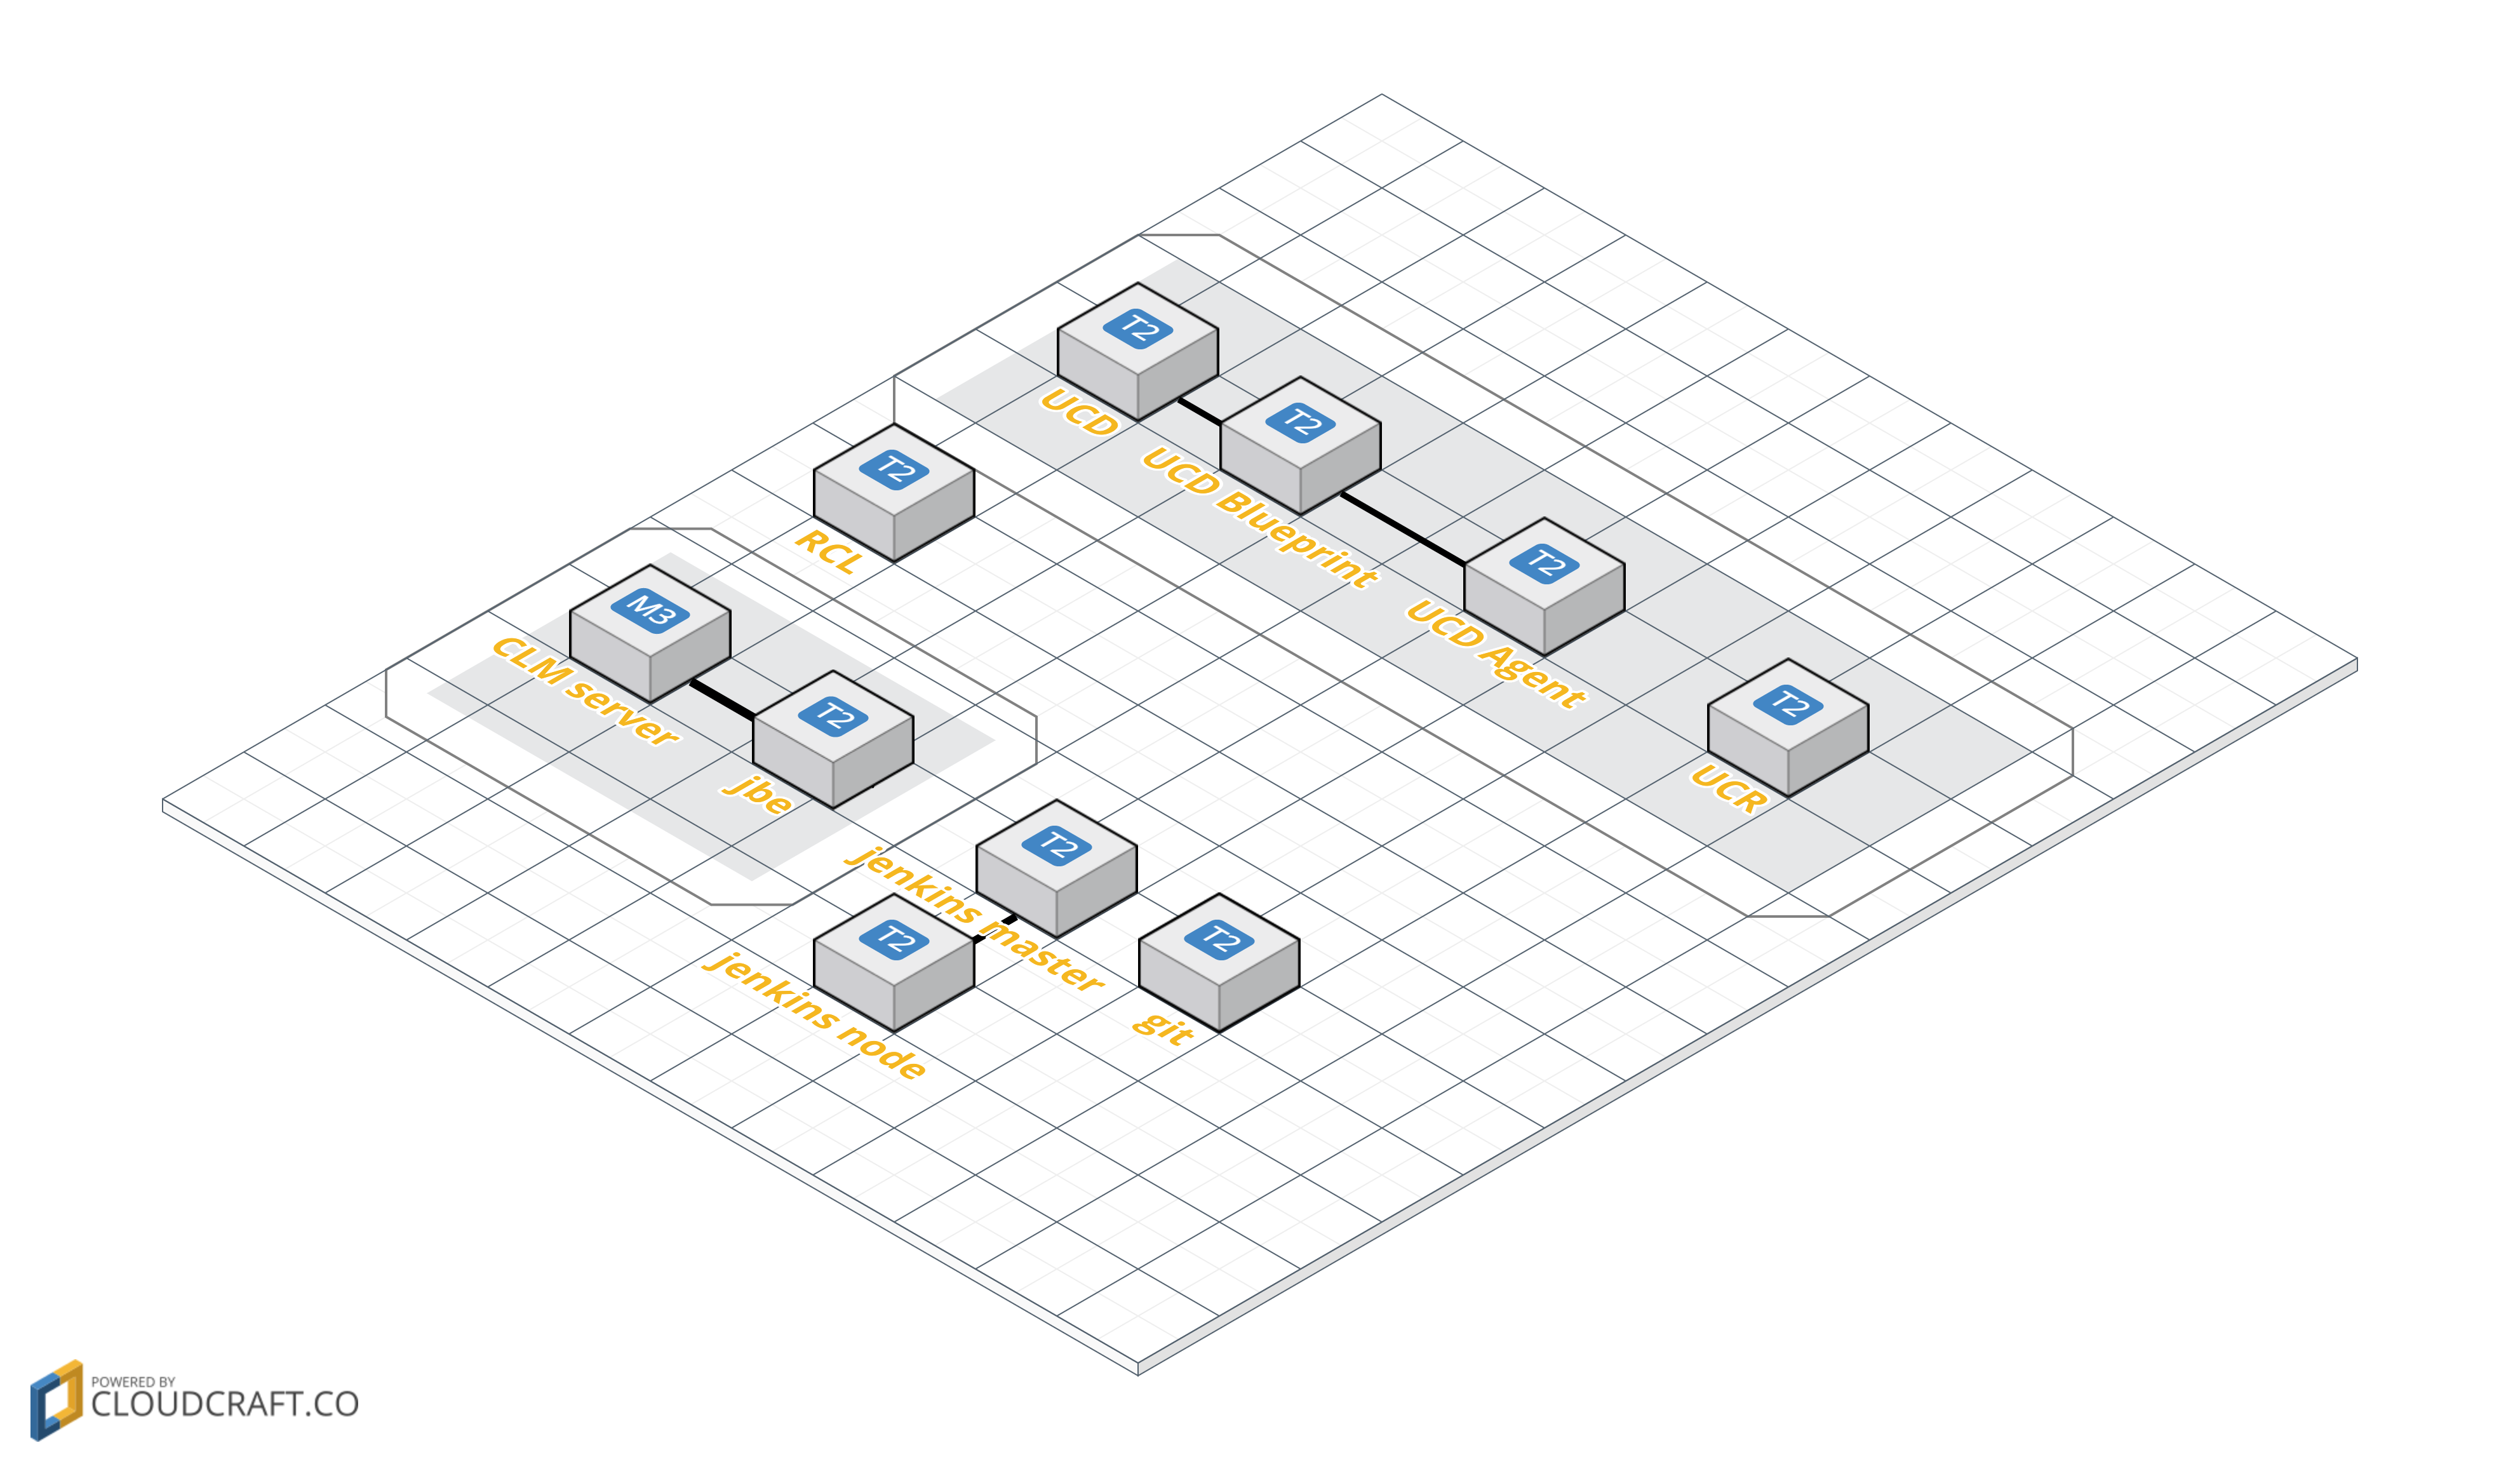 T2
UCD
T2
UCD Blueprint
T2
RCL
T2
UCD Agent
M3
CLM server
T2
UCR
T2
jbe
T2
jenkins master
T2
jenkins node
T2
git
POWERED BY
CLOUDCRAFT.CO